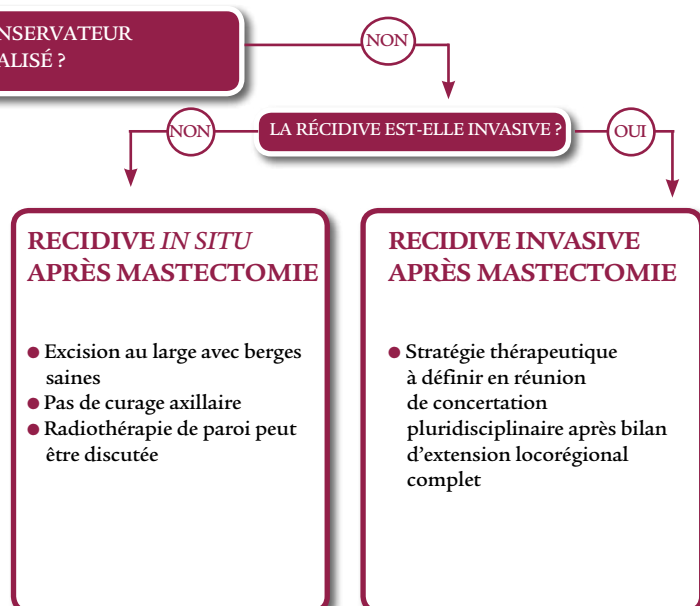 NSERVATEUR
ALISÉ ?
NON
NON
LA RÉCIDIVE EST-ELLE INVASIVE ?
OUI
RECIDIVE IN SITU
APRÈS MASTECTOMIE
● Excision au large avec berges
saines
● Pas de curage axillaire
● Radiothérapie de paroi peut
être discutée
RECIDIVE INVASIVE
APRÈS MASTECTOMIE
● Stratégie thérapeutique
à définir en réunion
de concertation
pluridisciplinaire après bilan
d’extension locorégional
complet